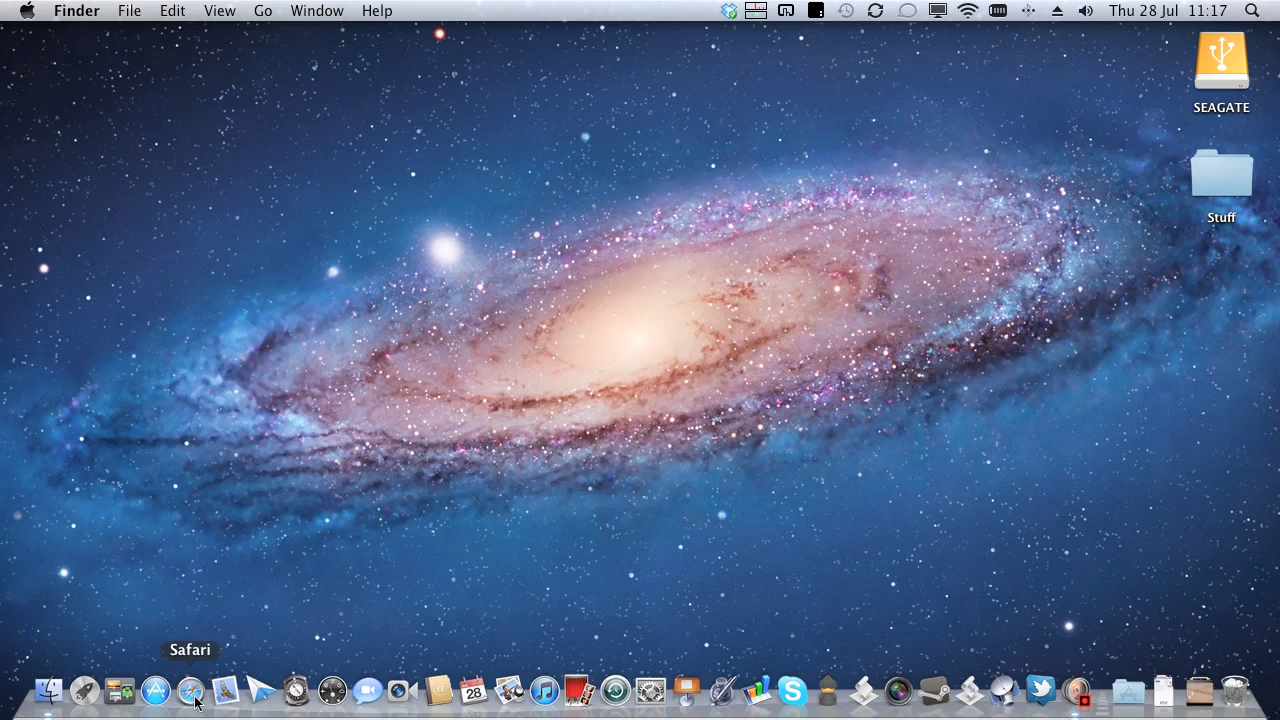 Finder File Edit View Go Window Help Thu 28 Jul 11:17
SEAGATE
Stuff
Safari
28